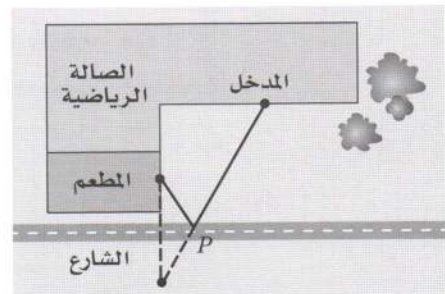 الصالة
الرياضية
المدخل
المطعم
P
الشارع